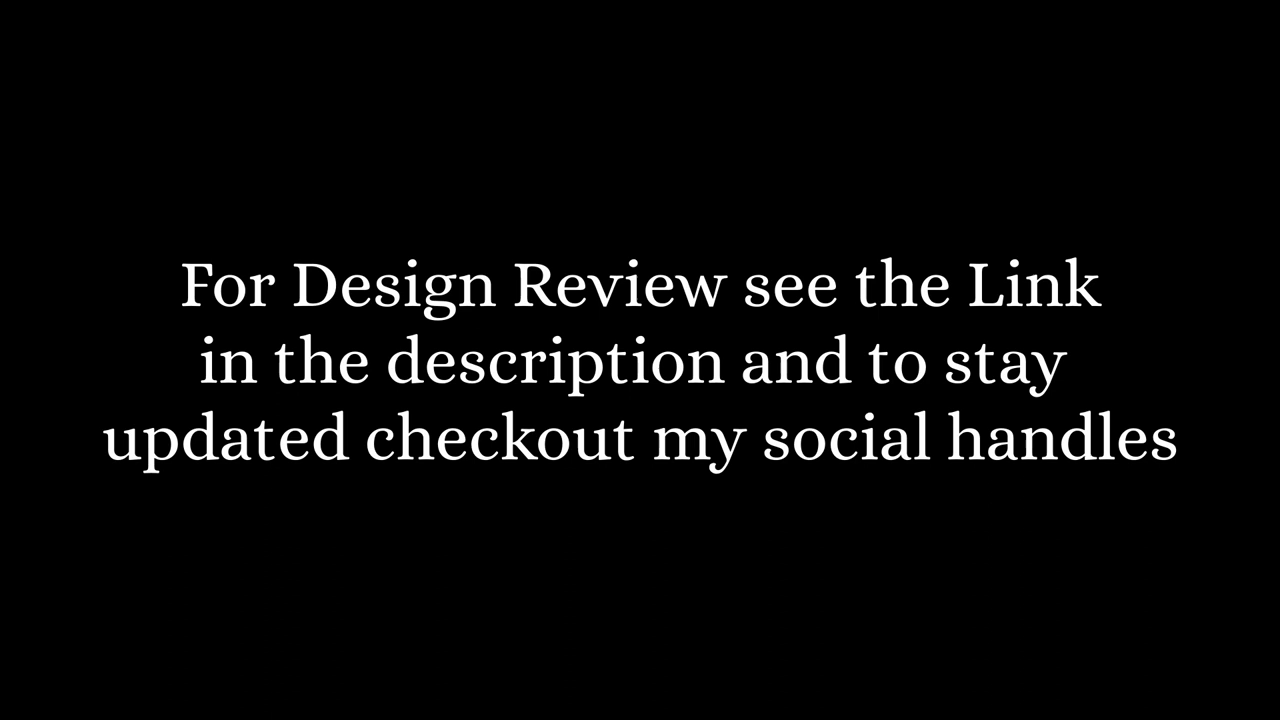 For Design Review see the Link
in the description and to stay
updated checkout my social handles